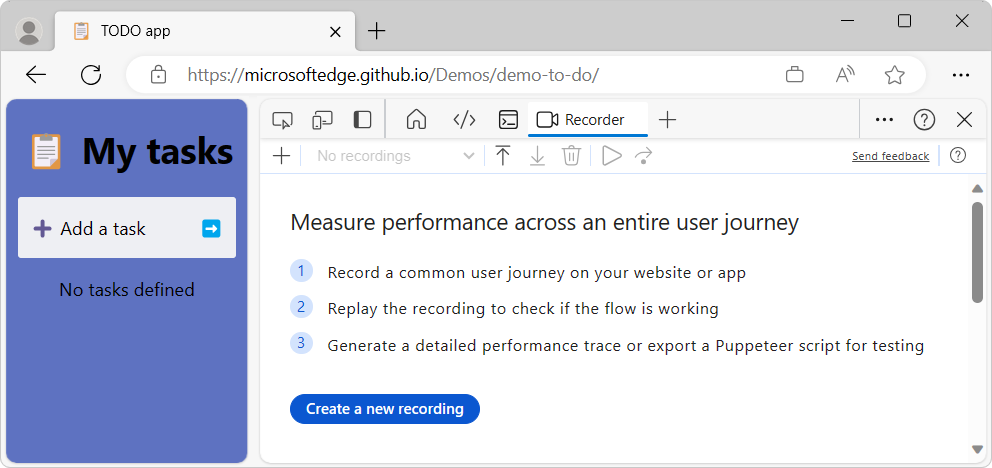 TODO app
https://microsoftedge.github.io/Demos/demo-to-do/
My tasks
Add a task
No tasks defined
Recorder
No recordings
Send feedback
Measure performance across an entire user journey
1 Record a common user journey on your website or app
2 Replay the recording to check if the flow is working
3 Generate a detailed performance trace or export a Puppeteer script for testing
Create a new recording